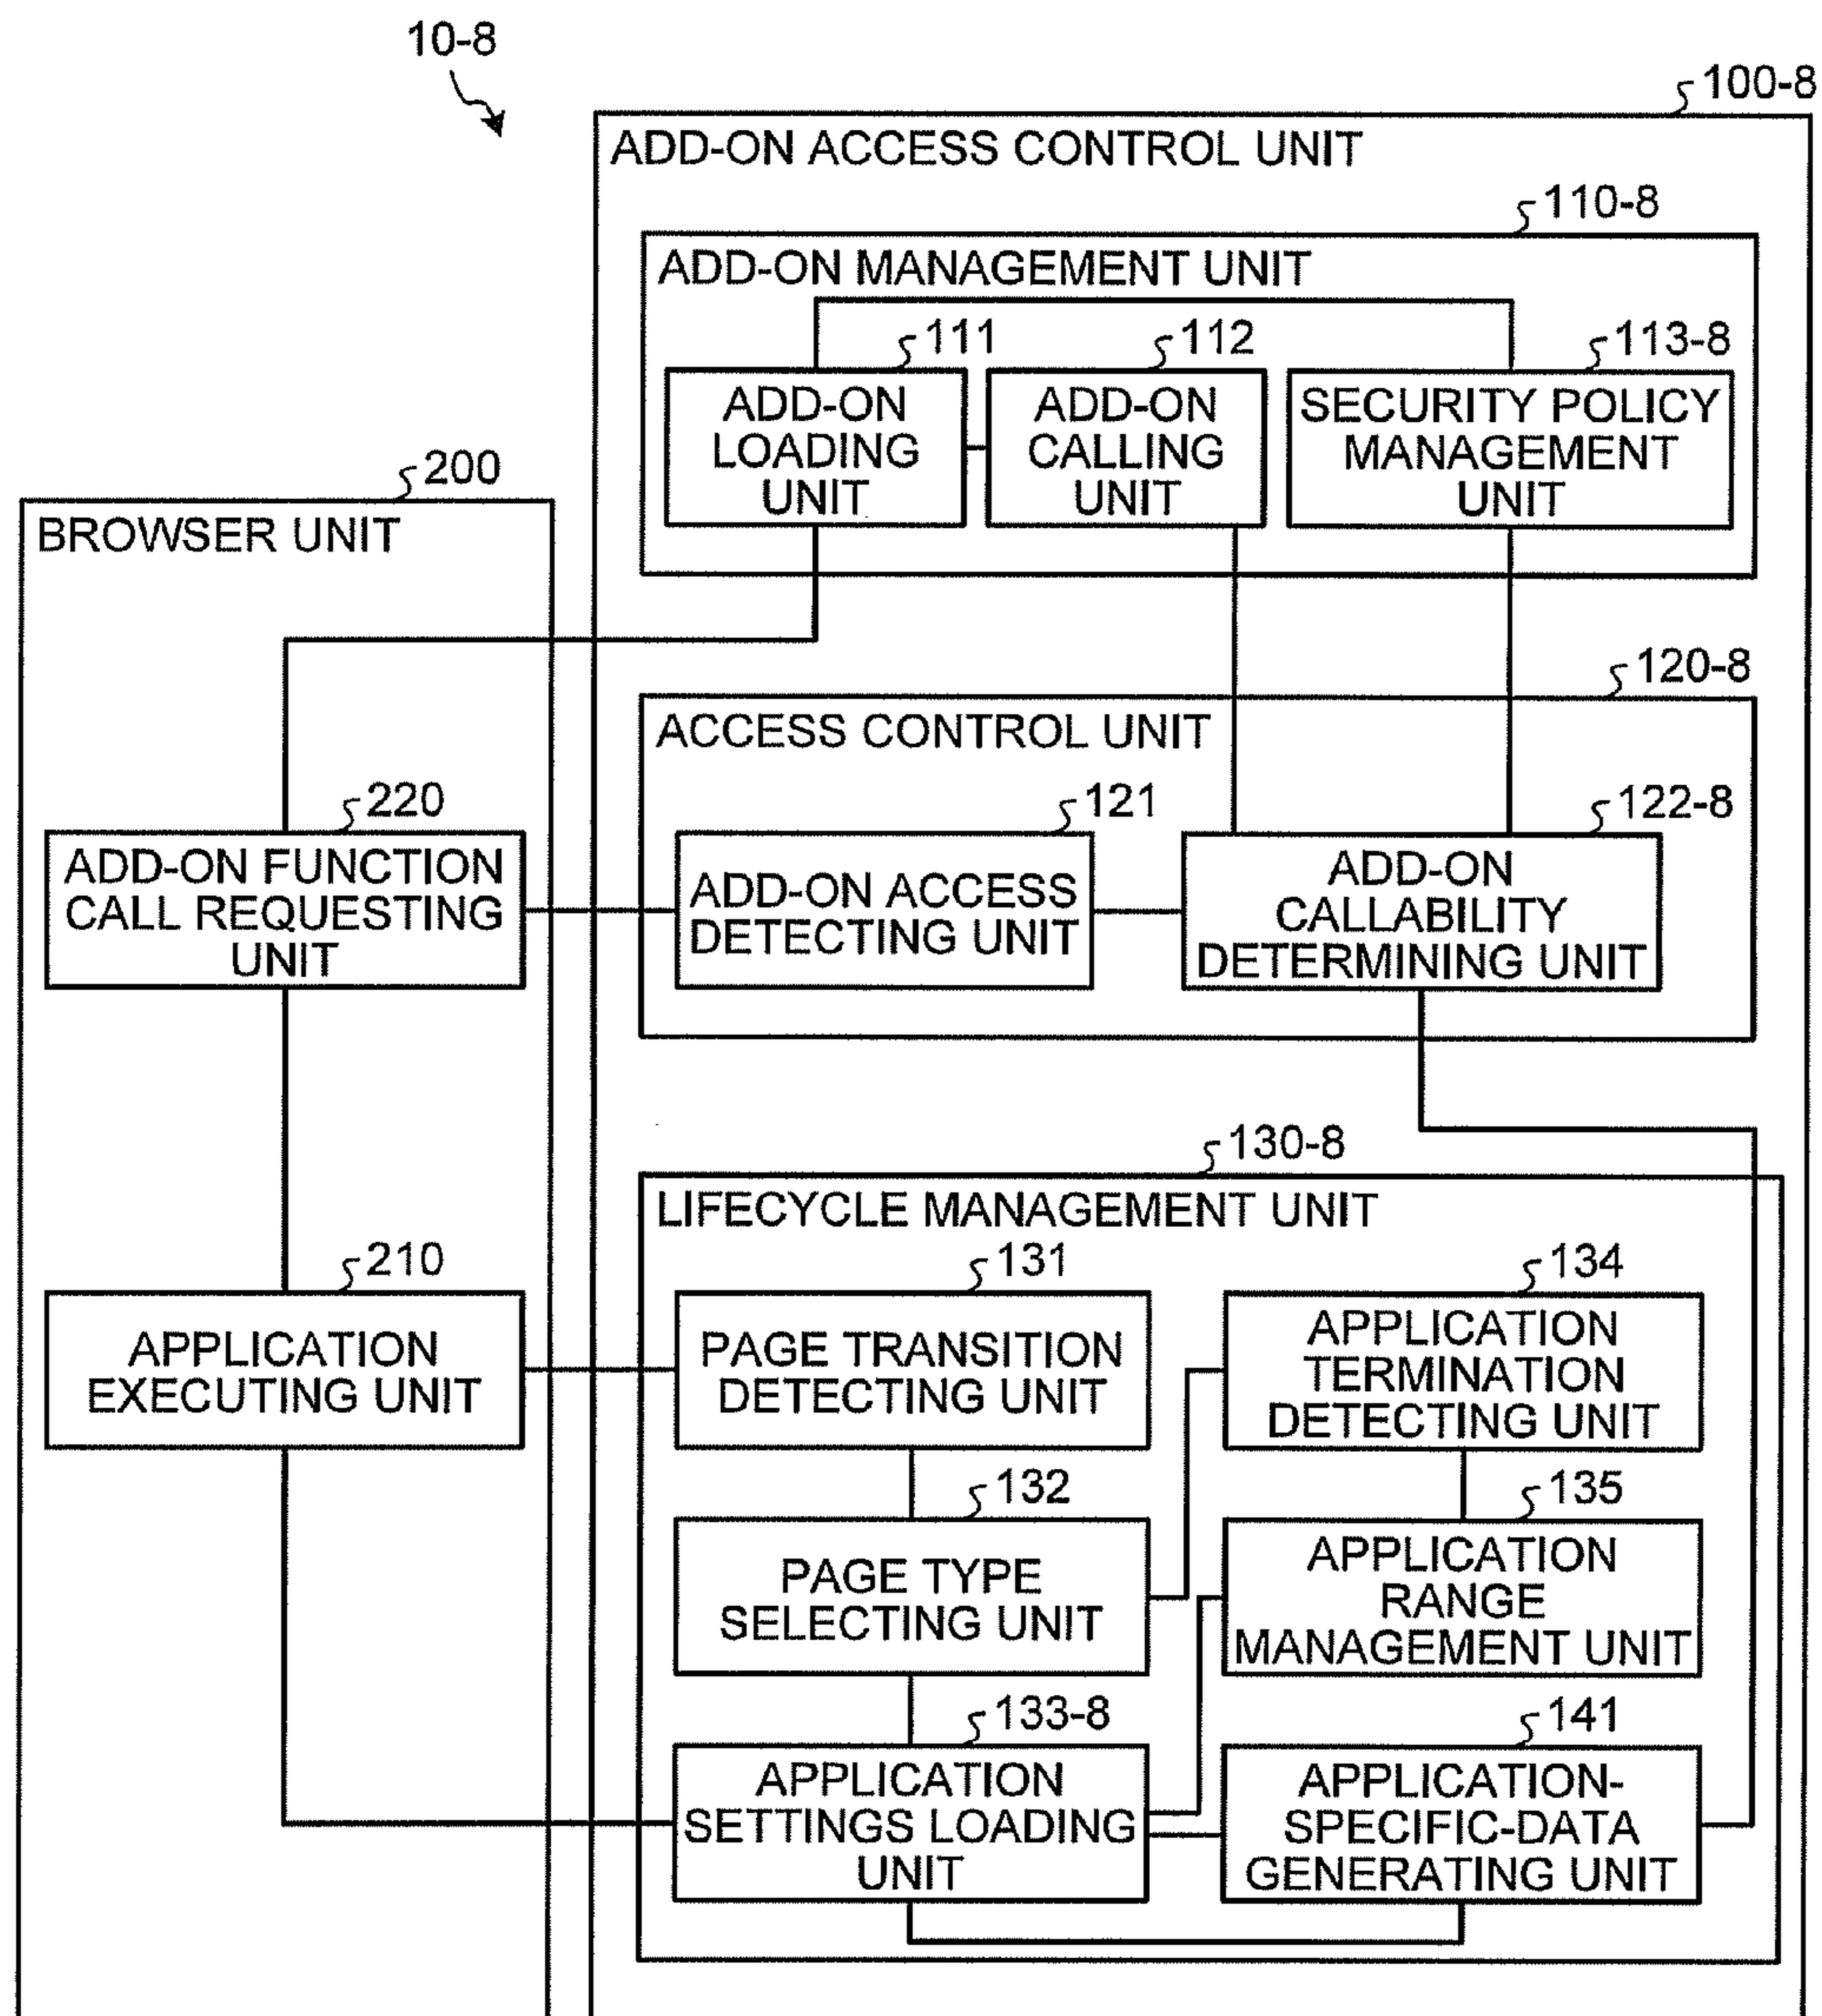 10-8
100-8
ADD-ON ACCESS CONTROL UNIT
110-8
ADD-ON MANAGEMENT UNIT
111
112
113-8
ADD-ON
LOADING
UNIT
ADD-ON
CALLING
UNIT
SECURITY POLICY
MANAGEMENT
UNIT
200
BROWSER UNIT
120-8
ACCESS CONTROL UNIT
220
121
122-8
ADD-ON FUNCTION
CALL REQUESTING
UNIT
ADD-ON ACCESS
DETECTING UNIT
ADD-ON
CALLABILITY
DETERMINING UNIT
130-8
LIFECYCLE MANAGEMENT UNIT
210
131
134
APPLICATION
EXECUTING UNIT
PAGE TRANSITION
DETECTING UNIT
APPLICATION
TERMINATION
DETECTING UNIT
132
135
PAGE TYPE
SELECTING UNIT
APPLICATION
RANGE
MANAGEMENT UNIT
133-8
141
APPLICATION
SETTINGS LOADING
UNIT
APPLICATION-
SPECIFIC-DATA
GENERATING UNIT